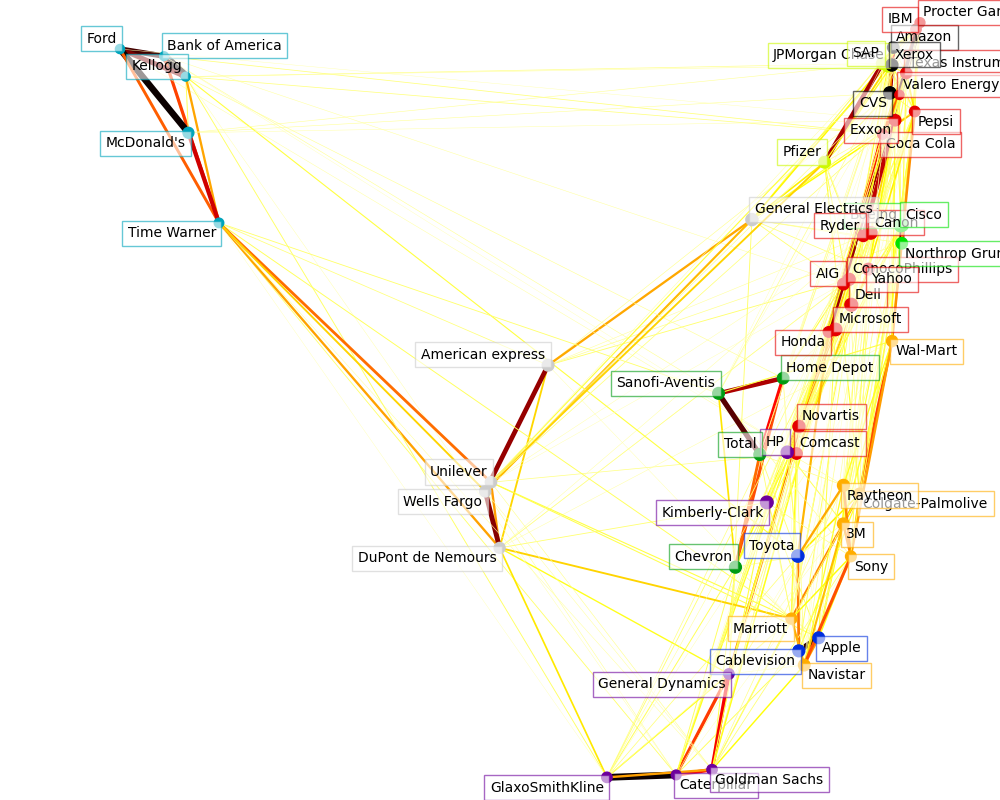 Procter Gar
IBM
Amazon
Ford
Bank of America
JPMorgan Chase
SAP
Xerox
Kellogg
Texas Instrum
Valero Energy
CVS
Pepsi
Exxon
McDonald's
Coca Cola
Pfizer
General Electrics
Boeing
Cisco
Ryder
Canon
Time Warner
Northrop Grun
AIG
ConocoPhillips
Yahoo
Dell
Microsoft
Honda
Wal-Mart
American express
Home Depot
Sanofi-Aventis
Novartis
Total
HP
Comcast
Unilever
Wells Fargo
Raytheon
Colgate-Palmolive
Kimberly-Clark
3M
Toyota
DuPont de Nemours
Chevron
Sony
Marriott
Apple
Cablevision
Navistar
General Dynamics
Goldman Sachs
GlaxoSmithKline
Caterpillar